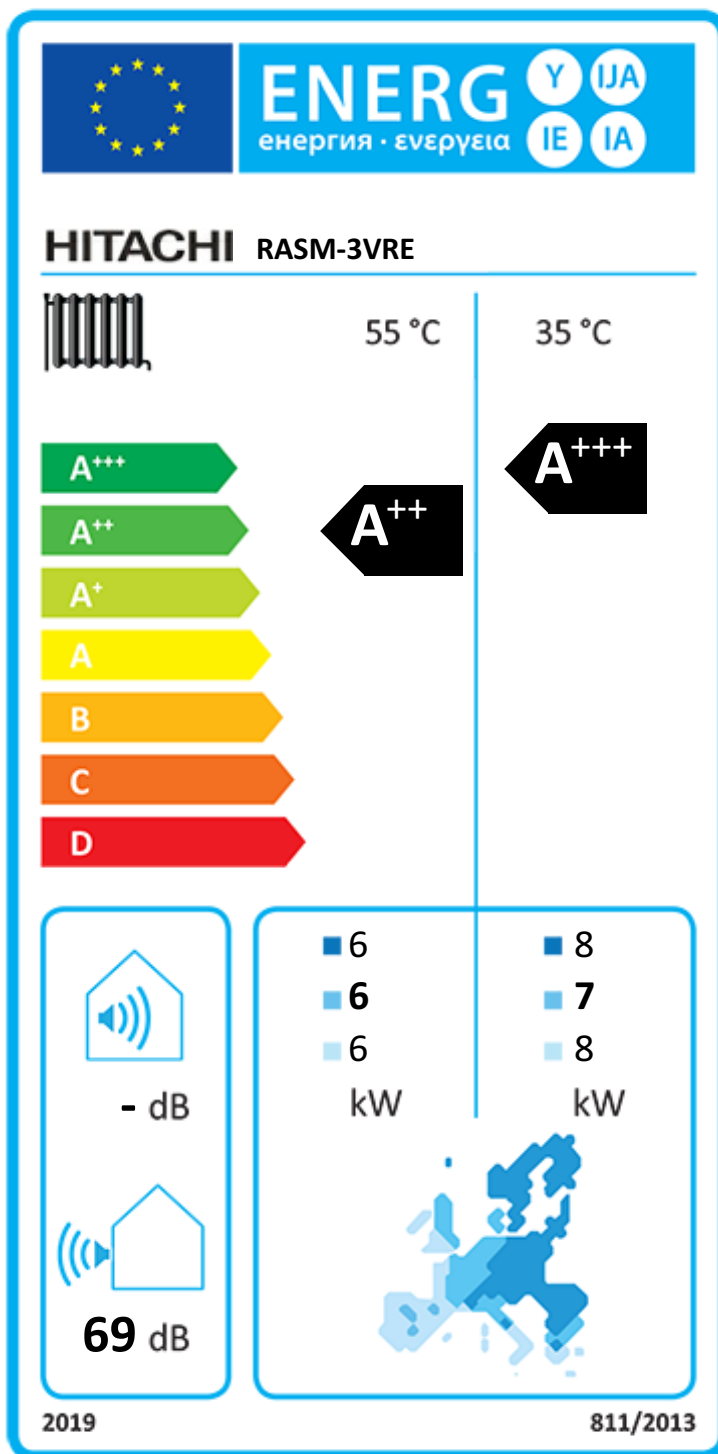 ENERG Y IJA
енергия · ενεργεια IE IA
HITACHI RASM-3VRE
55 °C 35 °C
A+++ A+++
A++ A++
A+
A
B
C
D
6 8
6 7
6 8
kW kW
- dB
69 dB
2019 811/2013